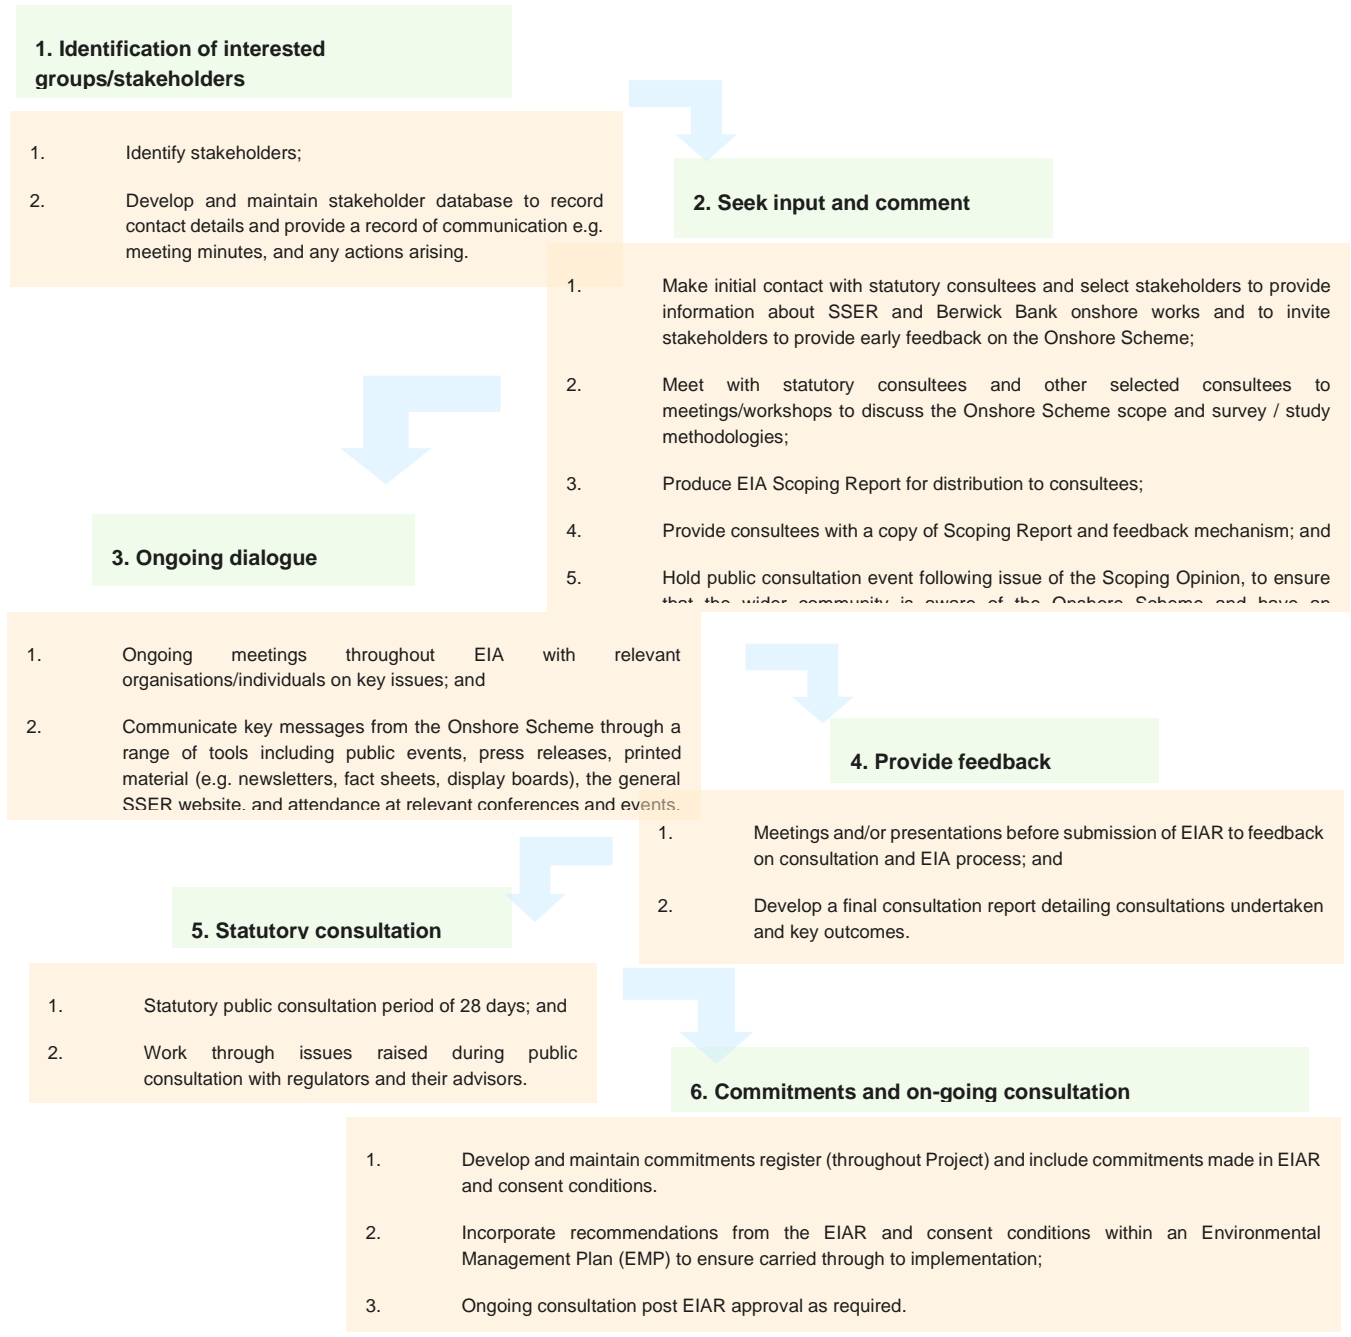 1. Identification of interested
groups/stakeholders
1. Identify stakeholders;
2. Develop and maintain stakeholder database to record
contact details and provide a record of communication e.g.
meeting minutes, and any actions arising.
2. Seek input and comment
1. Make initial contact with statutory consultees and select stakeholders to provide
information about SSER and Berwick Bank onshore works and to invite
stakeholders to provide early feedback on the Onshore Scheme;
2. Meet with statutory consultees and other selected consultees to
meetings/workshops to discuss the Onshore Scheme scope and survey / study
methodologies;
3. Produce EIA Scoping Report for distribution to consultees;
4. Provide consultees with a copy of Scoping Report and feedback mechanism; and
5. Hold public consultation event following issue of the Scoping Opinion, to ensure
that the wider community is aware of the Onshore Scheme and have an
3. Ongoing dialogue
1. Ongoing meetings throughout EIA with relevant
organisations/individuals on key issues; and
2. Communicate key messages from the Onshore Scheme through a
range of tools including public events, press releases, printed
material (e.g. newsletters, fact sheets, display boards), the general
SSER website, and attendance at relevant conferences and events.
4. Provide feedback
1. Meetings and/or presentations before submission of EIAR to feedback
on consultation and EIA process; and
2. Develop a final consultation report detailing consultations undertaken
and key outcomes.
5. Statutory consultation
1. Statutory public consultation period of 28 days; and
2. Work through issues raised during public
consultation with regulators and their advisors.
6. Commitments and on-going consultation
1. Develop and maintain commitments register (throughout Project) and include commitments made in EIAR
and consent conditions.
2. Incorporate recommendations from the EIAR and consent conditions within an Environmental
Management Plan (EMP) to ensure carried through to implementation;
3. Ongoing consultation post EIAR approval as required.